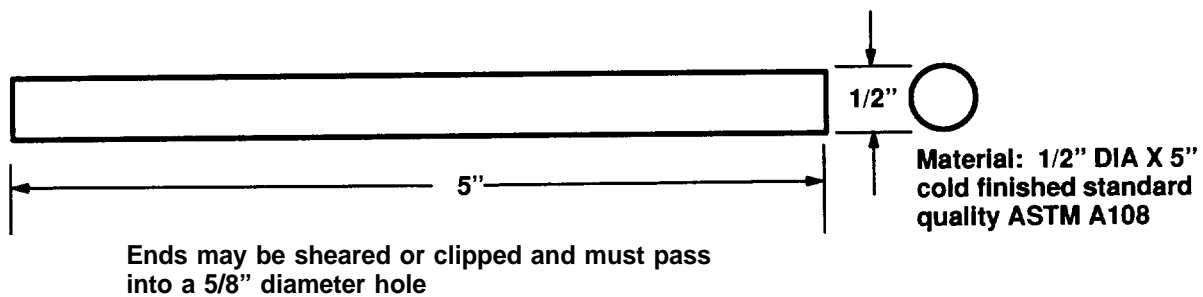 1/2”
5”
Material: 1/2” DIA X 5”
cold finished standard
quality ASTM A108
Ends may be sheared or clipped and must pass
into a 5/8” diameter hole